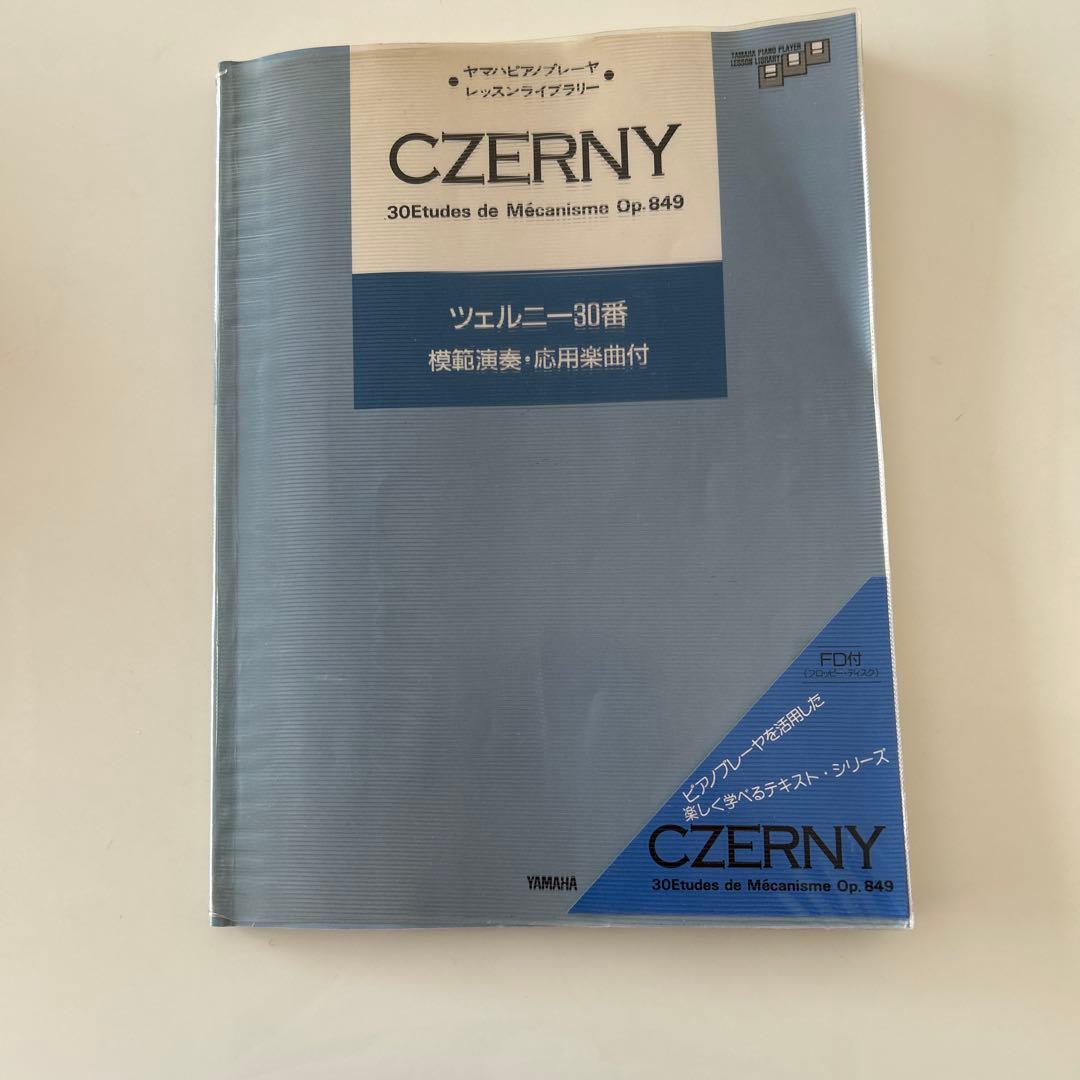 ヤマハピアノプレーヤ
レッスンライブラリー
YAMAHA PIANO PLAYER
LESSON LIBRARY
CZERNY
30Etudes de Mécanisme Op.849
ツェルニー30番
模範演奏・応用楽曲付
FD付
(フロッピー・ディスク)
ピアノプレーヤを活用した
楽しく学べるテキスト・シリーズ
CZERNY
30Etudes de Mécanisme Op.849
YAMAHA